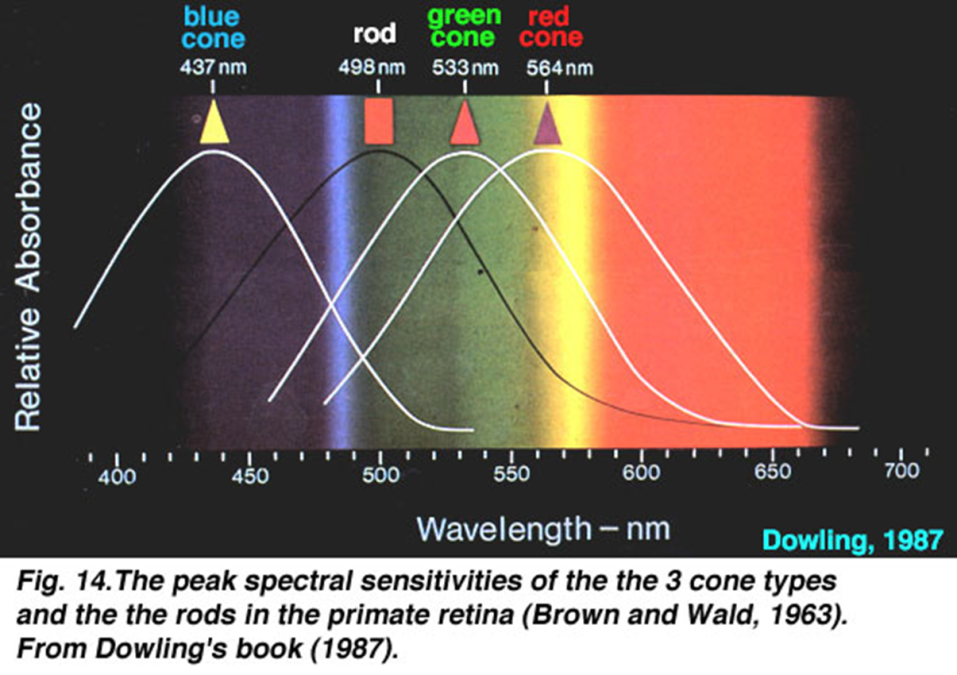 blue cone
437 nm
rod
498 nm
green cone
533 nm
red cone
564 nm
Relative Absorbance
400 450 500 550 600 650 700
Wavelength – nm
Dowling, 1987
Fig. 14.The peak spectral sensitivities of the the 3 cone types
and the the rods in the primate retina (Brown and Wald, 1963).
From Dowling's book (1987).